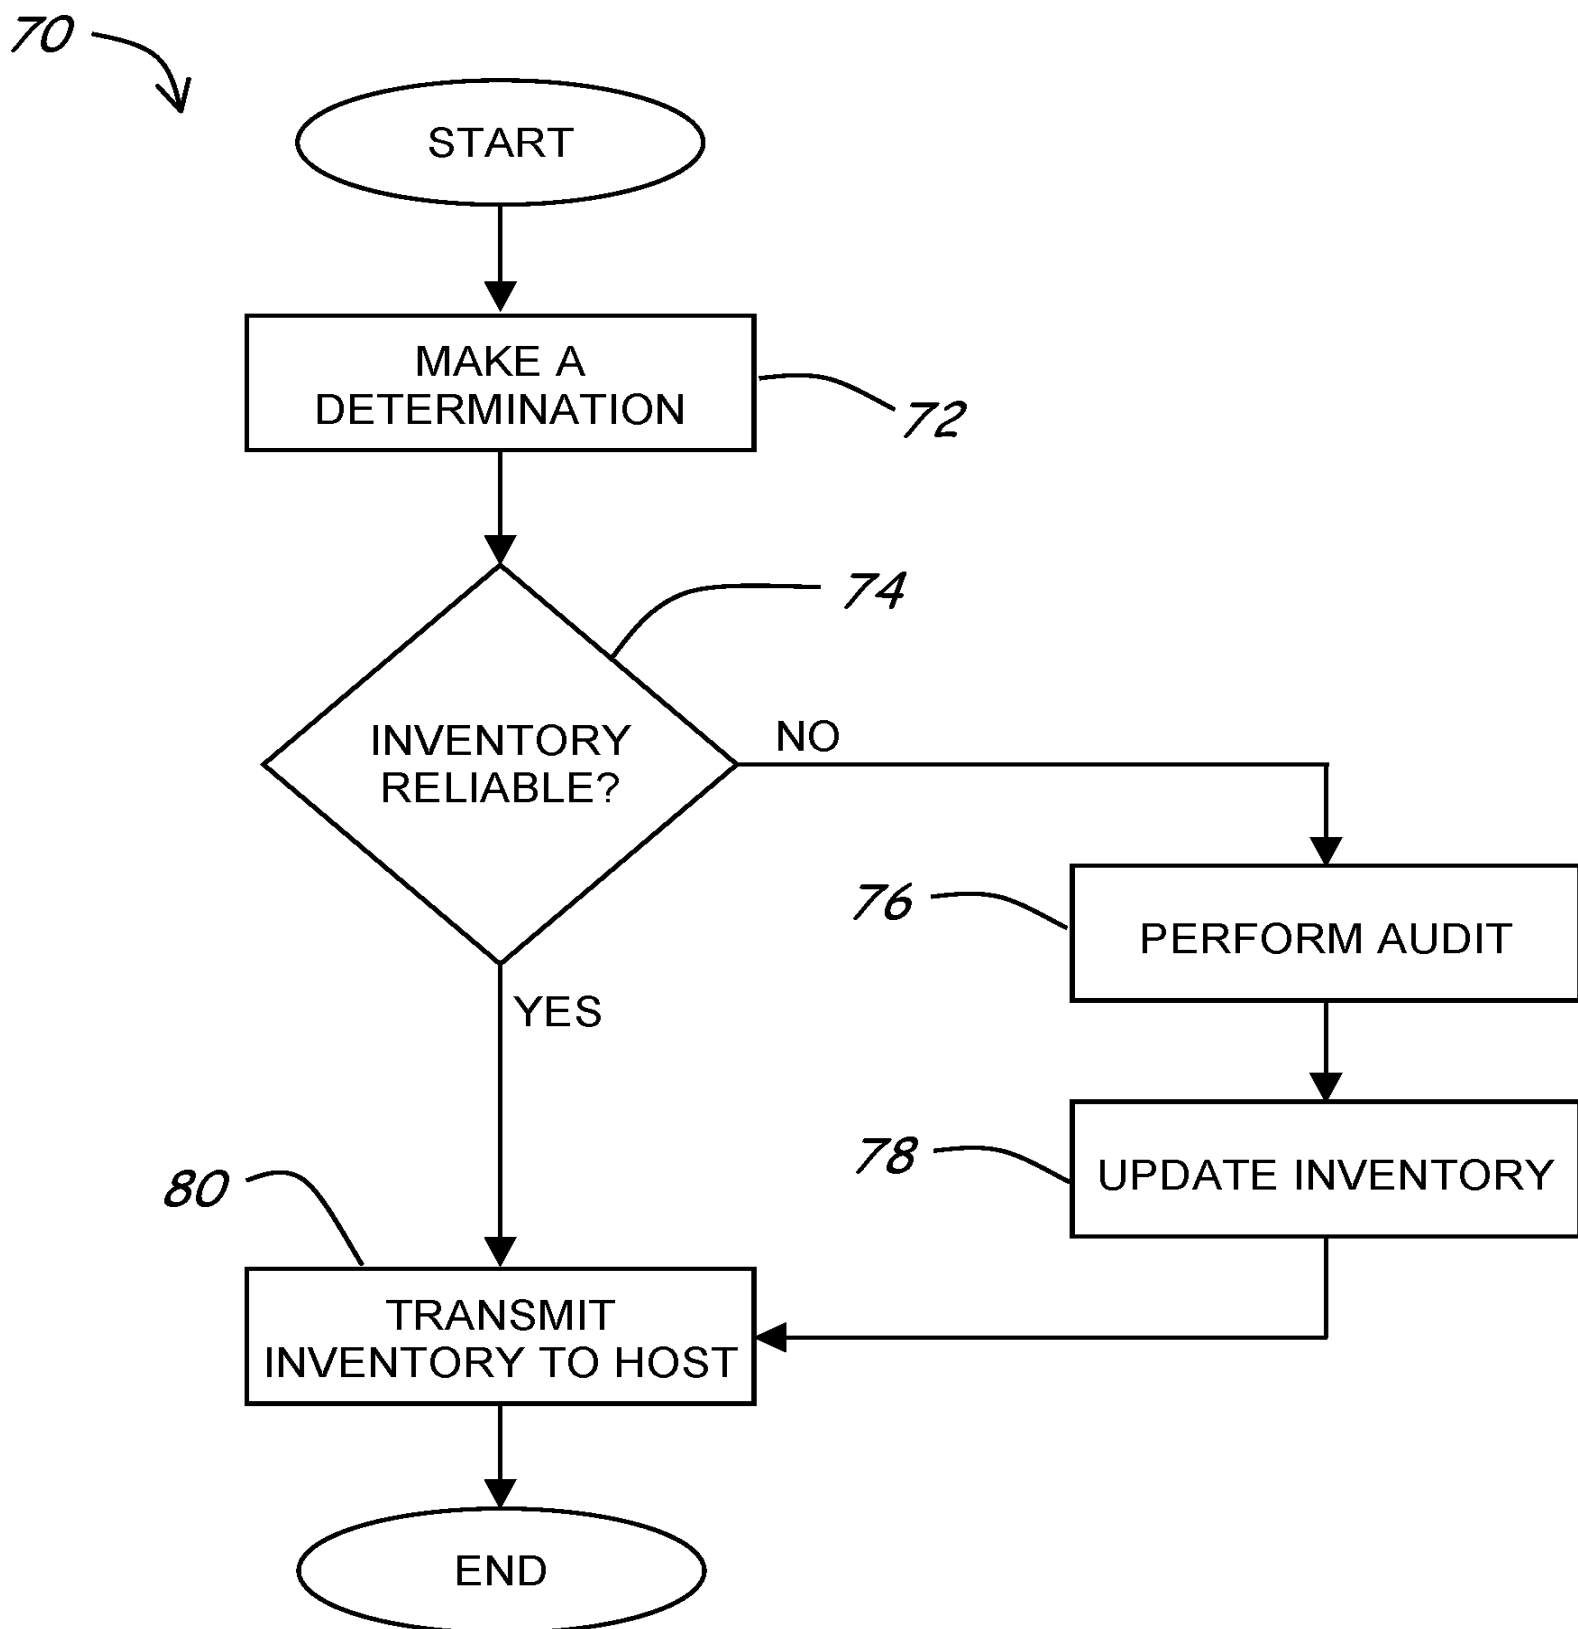 70
START
MAKE A
DETERMINATION
72
74
INVENTORY
RELIABLE?
NO
YES
76
PERFORM AUDIT
78
UPDATE INVENTORY
80
TRANSMIT
INVENTORY TO HOST
END